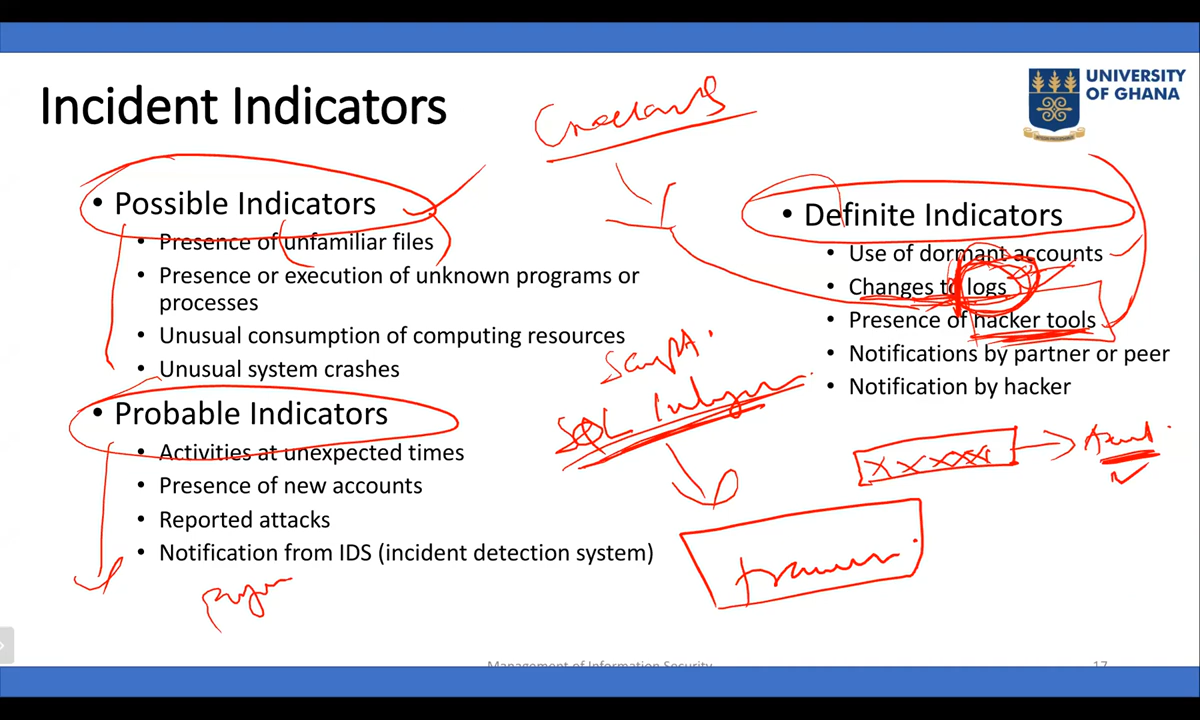 Incident Indicators
UNIVERSITY
OF GHANA
• Possible Indicators
• Presence of unfamiliar files
• Presence or execution of unknown programs or
processes
• Unusual consumption of computing resources
• Unusual system crashes
• Probable Indicators
• Activities at unexpected times
• Presence of new accounts
• Reported attacks
• Notification from IDS (incident detection system)
• Definite Indicators
• Use of dormant accounts
• Changes to logs
• Presence of hacker tools
• Notifications by partner or peer
• Notification by hacker
SQL
XXXXX
Management of Information Security
17